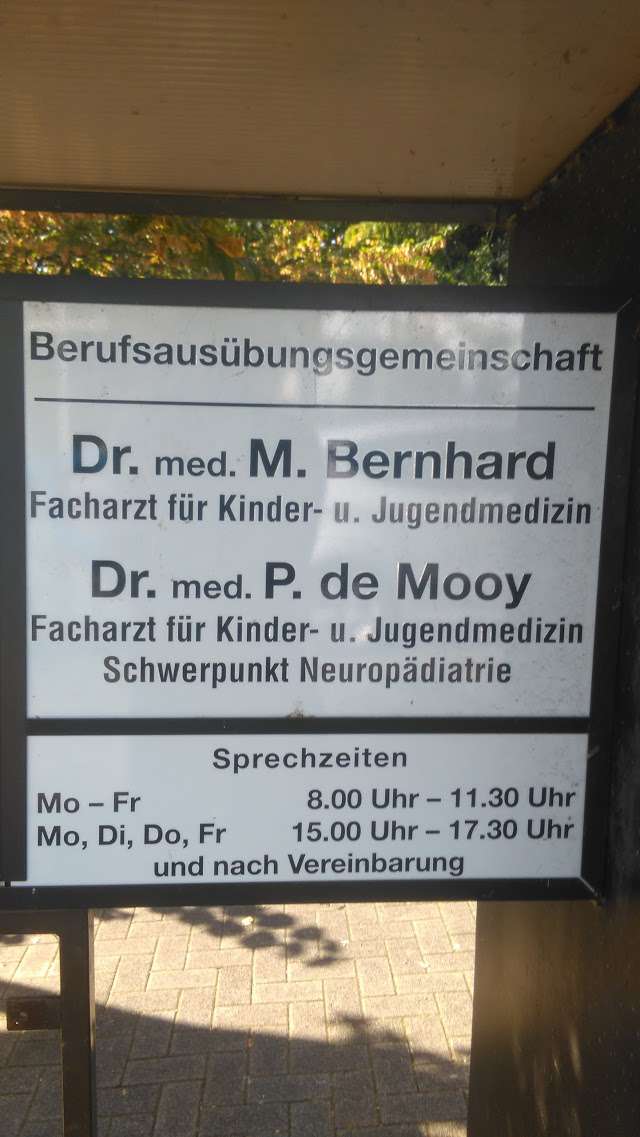 Berufsausübungsgemeinschaft
Dr. med. M. Bernhard
Facharzt für Kinder- u. Jugendmedizin
Dr. med. P. de Mooy
Facharzt für Kinder- u. Jugendmedizin
Schwerpunkt Neuropädiatrie
Sprechzeiten
Mo – Fr 8.00 Uhr – 11.30 Uhr
Mo, Di, Do, Fr 15.00 Uhr – 17.30 Uhr
und nach Vereinbarung